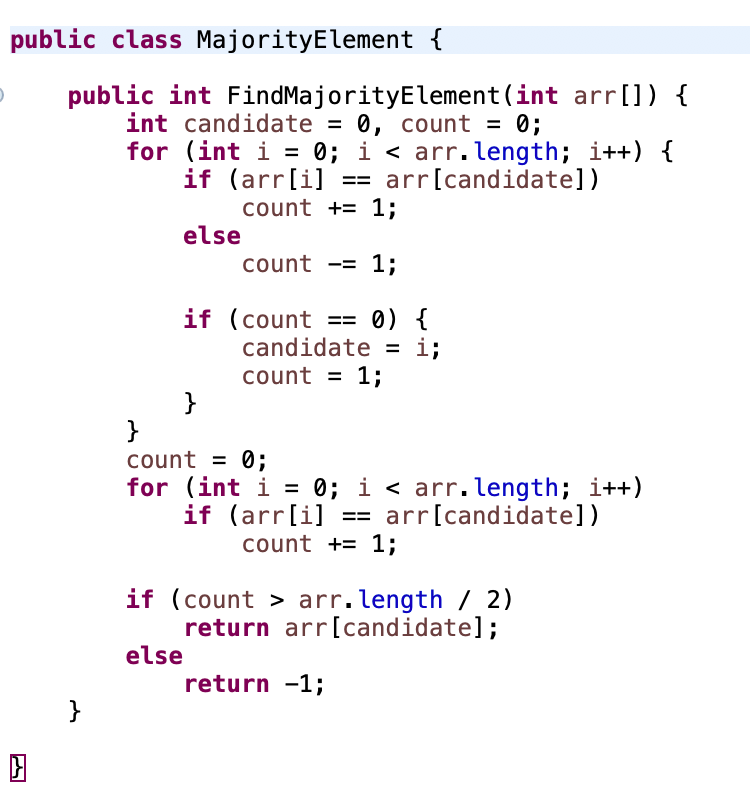 public class MajorityElement {
public int FindMajorityElement(int arr[]) {
int candidate = 0, count = 0;
for (int i = 0; i < arr.length; i++) {
if (arr[i] == arr[candidate])
count += 1;
else
count -= 1;
if (count == 0) {
candidate = i;
count = 1;
}
}
count = 0;
for (int i = 0; i < arr.length; i++)
if (arr[i] == arr[candidate])
count += 1;
if (count > arr.length / 2)
return arr[candidate];
else
return -1;
}
}